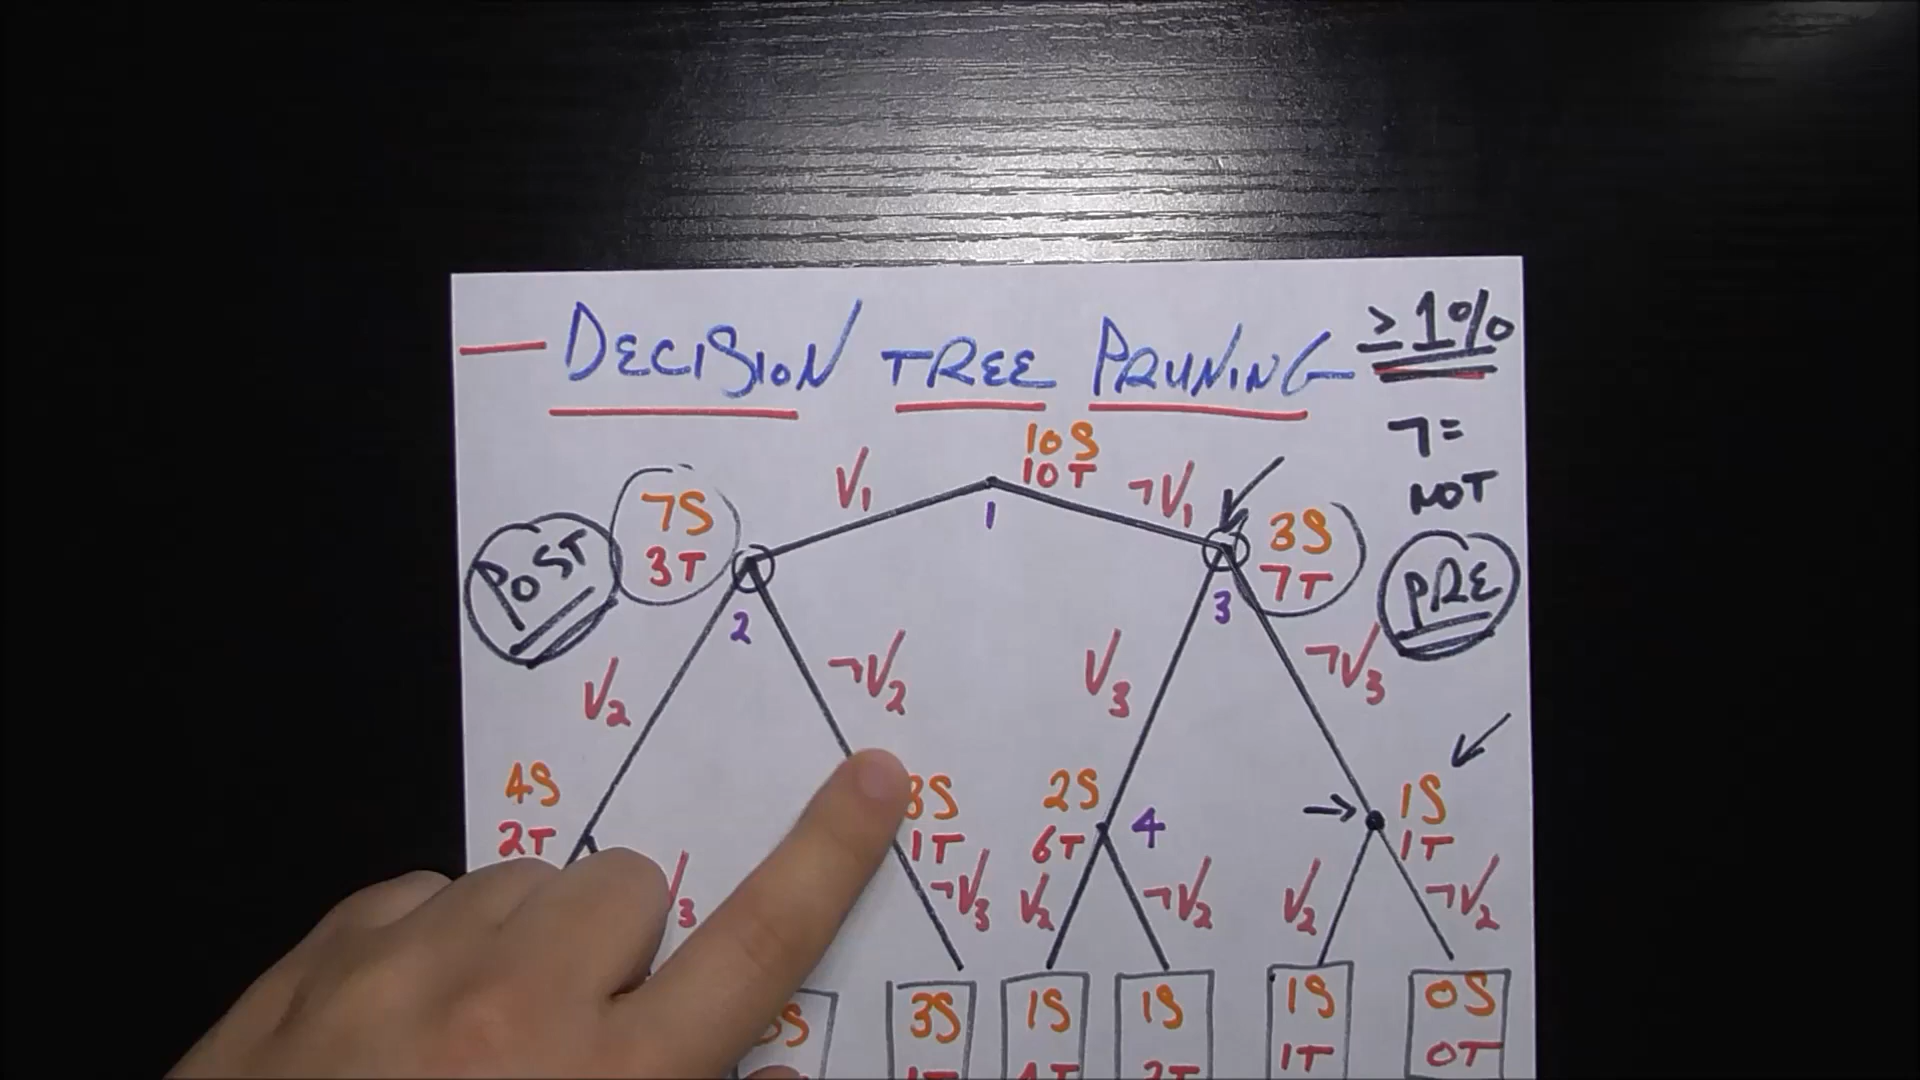 DECISION TREE PRUNING
≥1%
¬=
NOT
10S
10T
V1
¬V1
1
POST
7S
3T
2
3S
7T
3
PRE
V2
¬V2
V3
¬V3
4S
2T
3S
1T
2S
6T
4
1S
1T
V3
¬V3
V2
¬V2
V2
¬V2
3S
1S
1S
1S
1T
0S
0T